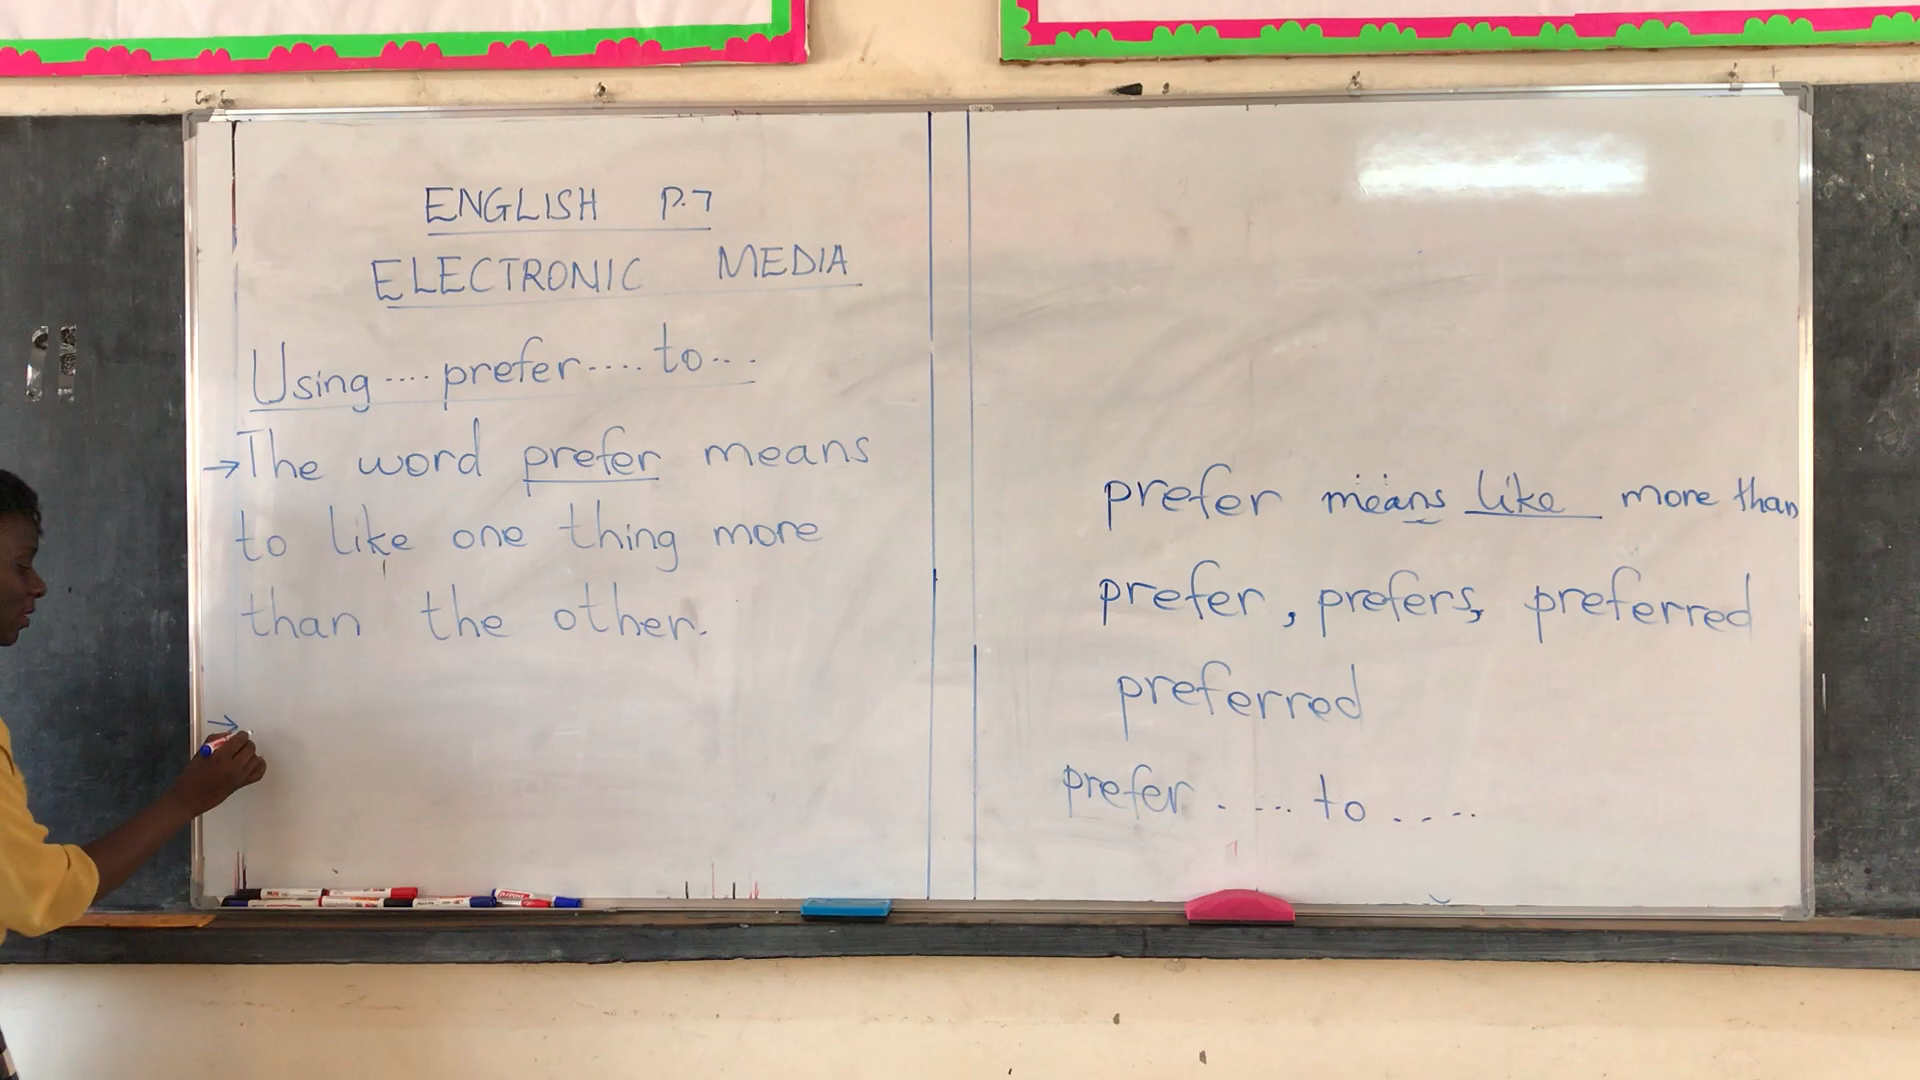 ENGLISH P.7
ELECTRONIC MEDIA
Using .... prefer .... to ...
→ The word prefer means
to like one thing more
than the other.
→
prefer means like more than
prefer, prefers, preferred
preferred
prefer ..... to .....